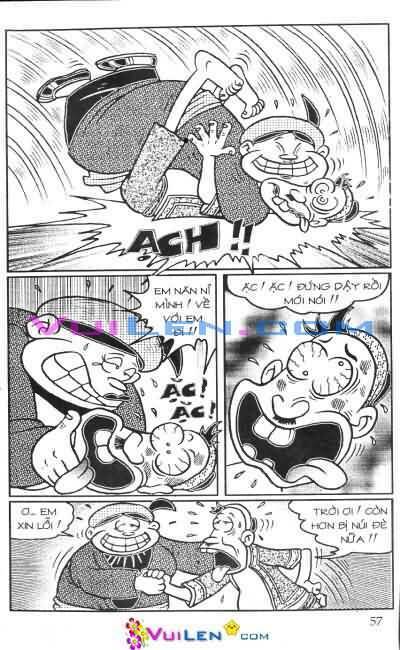 ẠCH !!
EM NĂN NỈ
MÌNH ! VỀ
VỚI EM
ẶC!
ẶC!
ẶC! ẶC! ĐỨNG DẬY RỒI
MỚI NÓI !!
VUILEN.COM
Ơ... EM
XIN LỖI !
TRỜI ƠI ! CÒN
HƠN BỊ NÚI ĐÈ
NỮA !!
57
VUILEN.COM